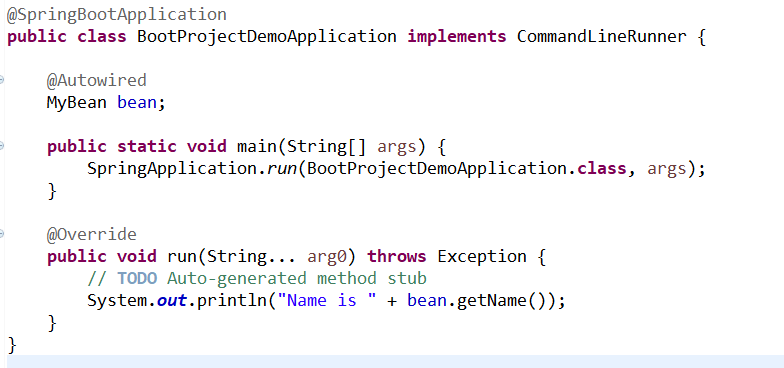 @SpringBootApplication
public class BootProjectDemoApplication implements CommandLineRunner {
@Autowired
MyBean bean;
public static void main(String[] args) {
SpringApplication.run(BootProjectDemoApplication.class, args);
}
@Override
public void run(String... arg0) throws Exception {
// TODO Auto-generated method stub
System.out.println("Name is " + bean.getName());
}
}